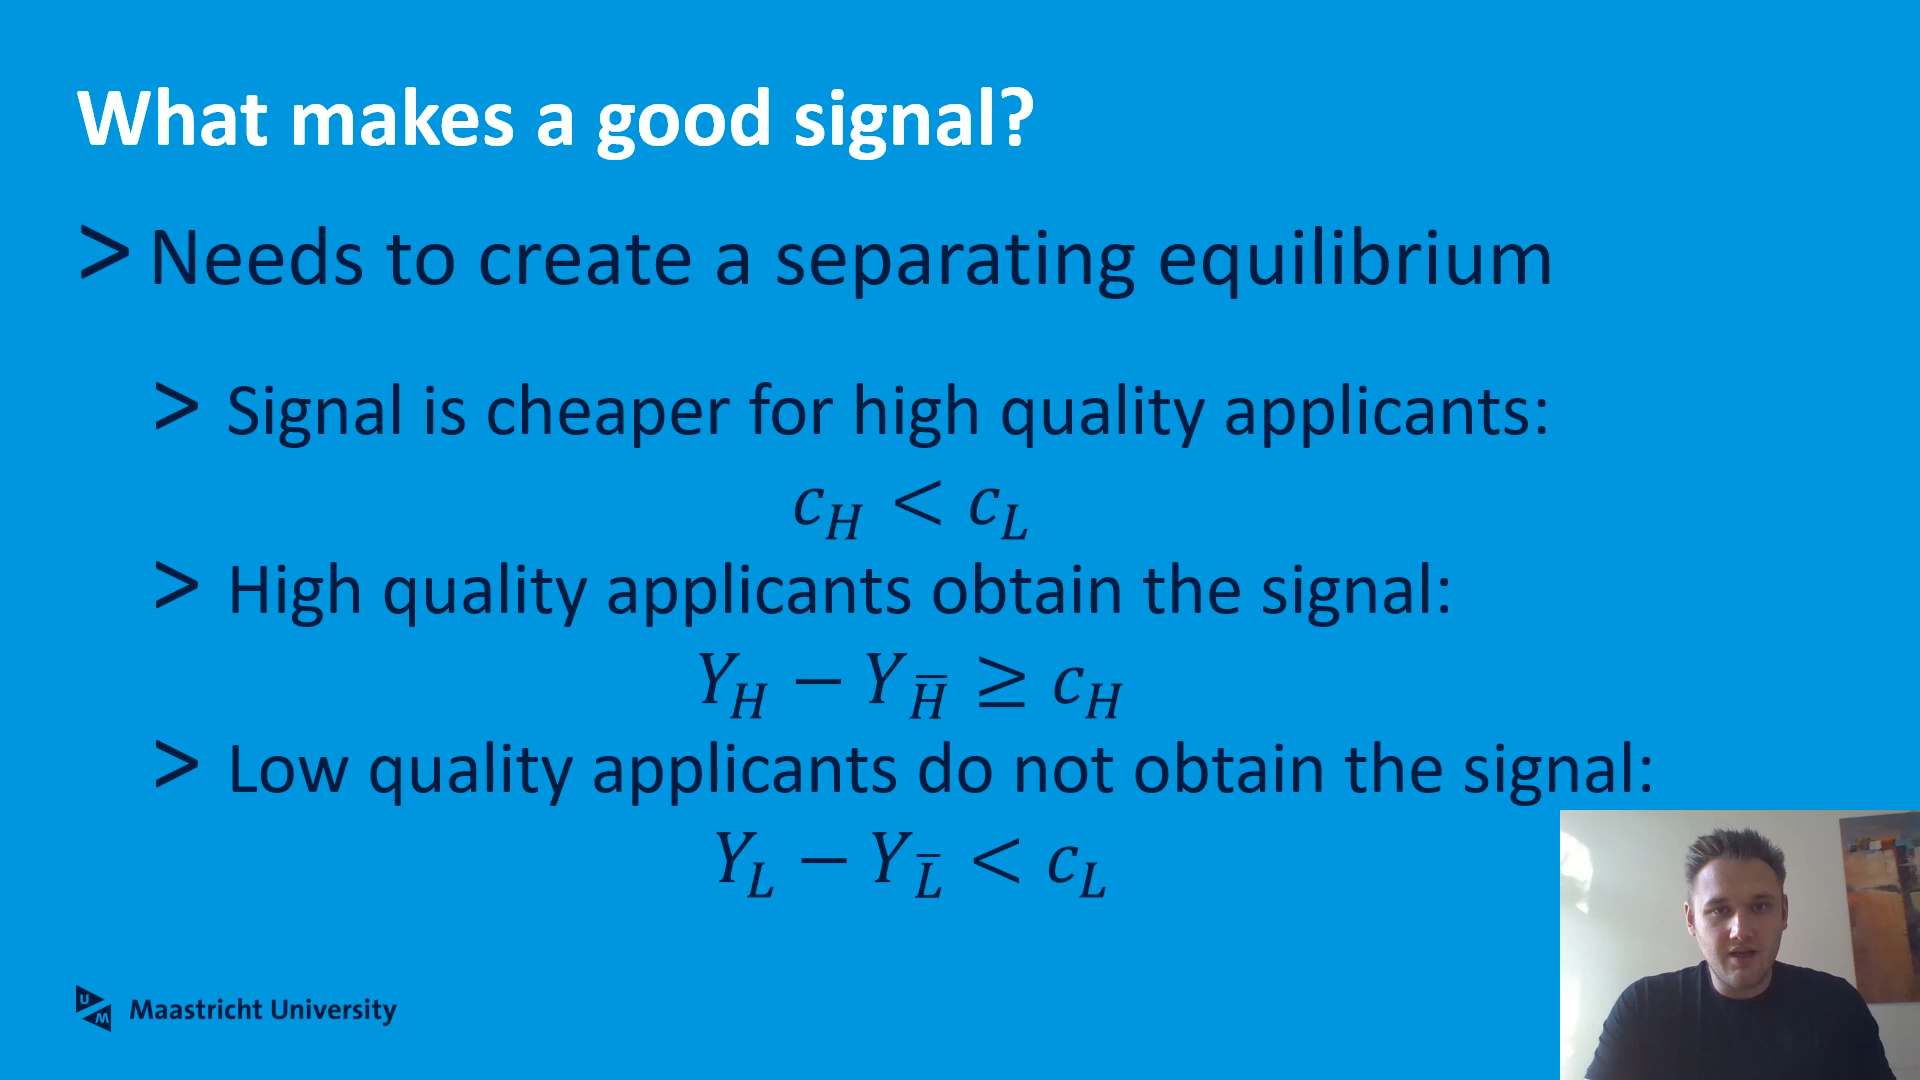 What makes a good signal?
> Needs to create a separating equilibrium
> Signal is cheaper for high quality applicants:
c_H < c_L
> High quality applicants obtain the signal:
Y_H − Y_H̅ ≥ c_H
> Low quality applicants do not obtain the signal:
Y_L − Y_L̅ < c_L
UM Maastricht University